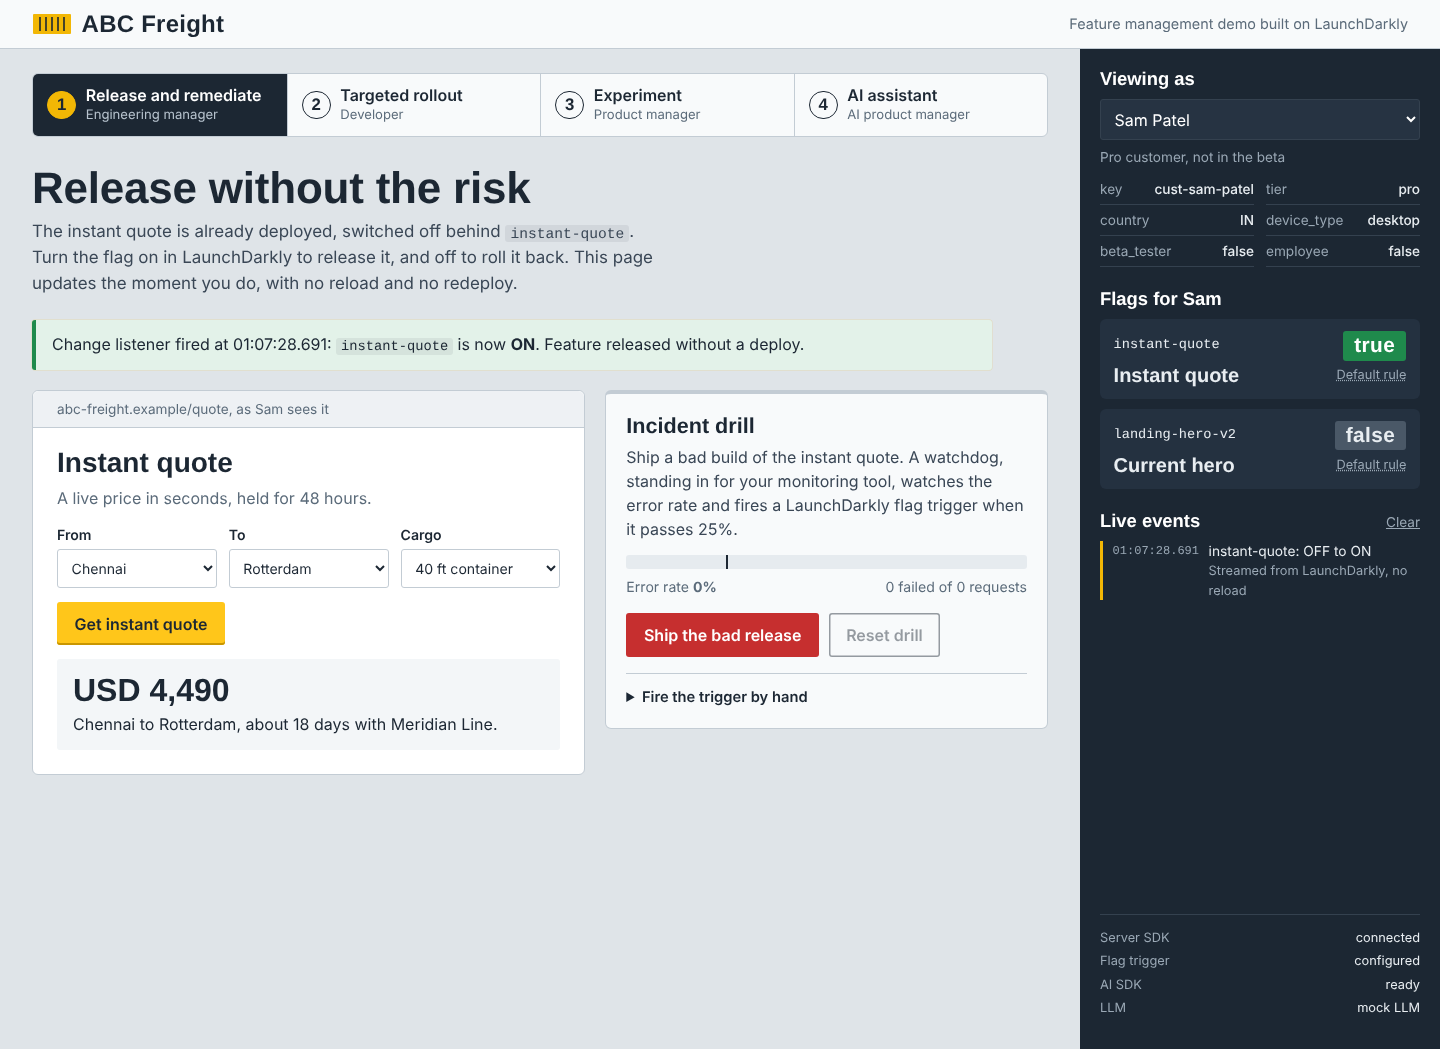 ABC Freight
Feature management demo built on LaunchDarkly
1
Release and remediate
Engineering manager
2
Targeted rollout
Developer
3
Experiment
Product manager
4
AI assistant
AI product manager
Release without the risk
The instant quote is already deployed, switched off behind instant-quote.
Turn the flag on in LaunchDarkly to release it, and off to roll it back. This page
updates the moment you do, with no reload and no redeploy.
Change listener fired at 01:07:28.691: instant-quote is now ON. Feature released without a deploy.
abc-freight.example/quote, as Sam sees it
Instant quote
A live price in seconds, held for 48 hours.
From To Cargo
Chennai Rotterdam 40 ft container
Get instant quote
USD 4,490
Chennai to Rotterdam, about 18 days with Meridian Line.
Incident drill
Ship a bad build of the instant quote. A watchdog,
standing in for your monitoring tool, watches the
error rate and fires a LaunchDarkly flag trigger when
it passes 25%.
Error rate 0% 0 failed of 0 requests
Ship the bad release Reset drill
Fire the trigger by hand
Viewing as
Sam Patel
Pro customer, not in the beta
key cust-sam-patel tier pro
country IN device_type desktop
beta_tester false employee false
Flags for Sam
instant-quote true
Instant quote Default rule
landing-hero-v2 false
Current hero Default rule
Live events Clear
01:07:28.691 instant-quote: OFF to ON
Streamed from LaunchDarkly, no
reload
Server SDK connected
Flag trigger configured
AI SDK ready
LLM mock LLM